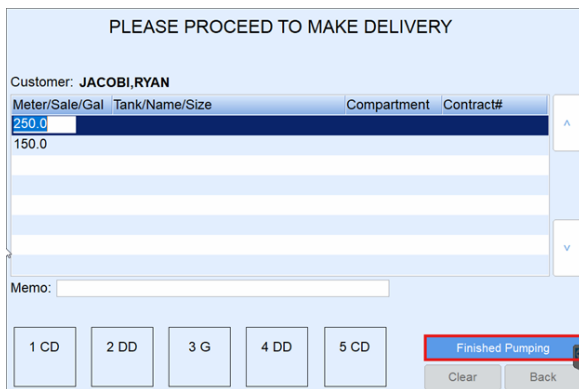 PLEASE PROCEED TO MAKE DELIVERY
Customer: JACOBI,RYAN
Meter/Sale/Gal Tank/Name/Size Compartment Contract#
250.0
150.0
Memo:
1 CD 2 DD 3 G 4 DD 5 CD
Finished Pumping
Clear Back